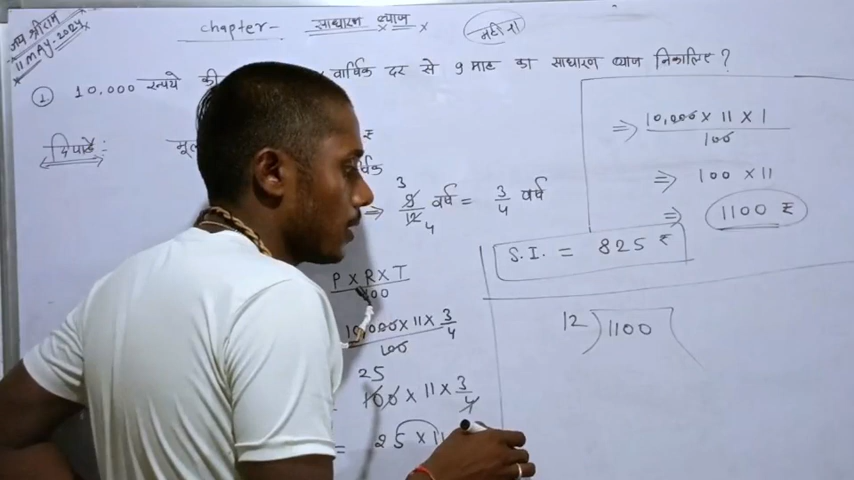 जय श्रीराम
11 MAY-2024
chapter- साधारण ब्याज
① 10,000 रुपये की वार्षिक दर से 9 माह का साधारण ब्याज निकालिए ?
दिया है :
₹
3
9/12 वर्ष = 3/4 वर्ष
4
P×R×T
100
10,000×11×3/4
100
25
100 × 11 × 3/4
= 25 × 11
⇒ 10,000 × 11 × 1
100
⇒ 100 × 11
⇒ 1100 ₹
S.I. = 825 ₹
12 ) 1100